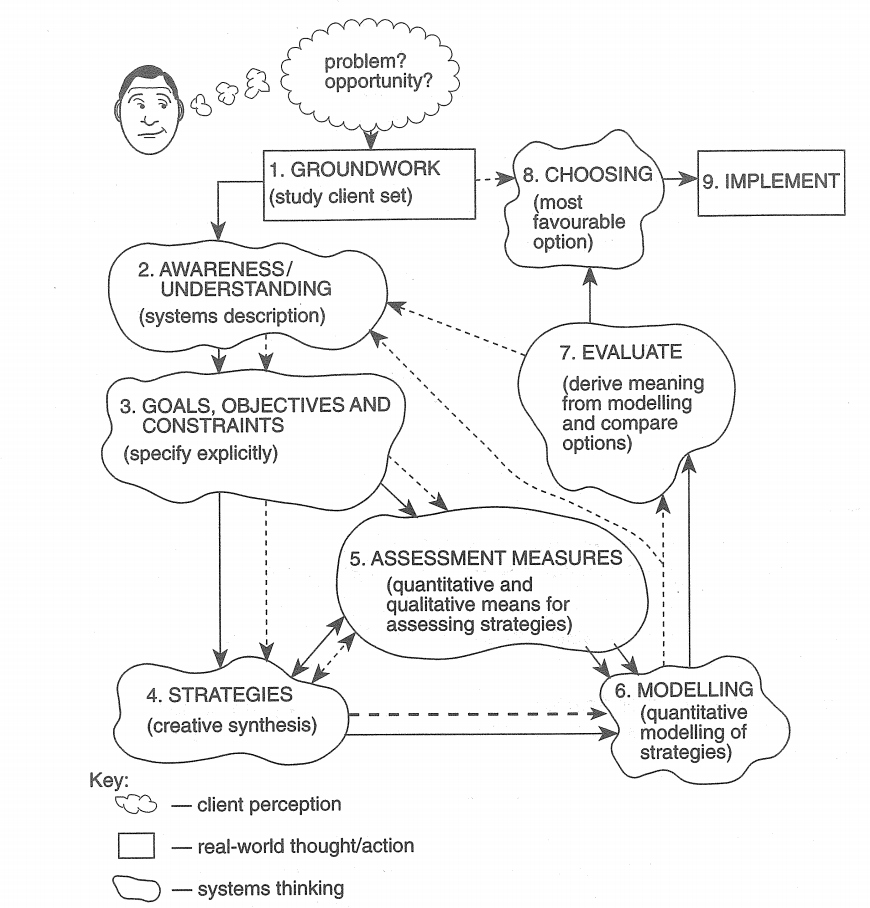 problem?
opportunity?
1. GROUNDWORK
(study client set)
8. CHOOSING
(most
favourable
option)
9. IMPLEMENT
2. AWARENESS/
UNDERSTANDING
(systems description)
7. EVALUATE
(derive meaning
from modelling
and compare
options)
3. GOALS, OBJECTIVES AND
CONSTRAINTS
(specify explicitly)
5. ASSESSMENT MEASURES
(quantitative and
qualitative means for
assessing strategies)
4. STRATEGIES
(creative synthesis)
6. MODELLING
(quantitative
modelling of
strategies)
Key:
— client perception
— real-world thought/action
— systems thinking